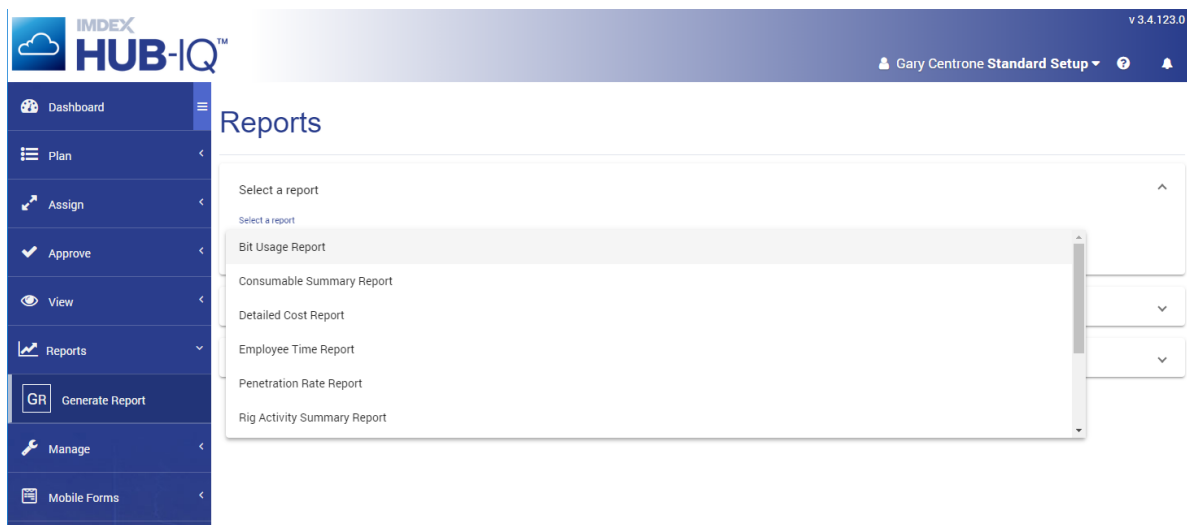 IMDEX
HUB-IQ™
v 3.4.123.0
Gary Centrone Standard Setup
Dashboard
Plan
Assign
Approve
View
Reports
GR Generate Report
Manage
Mobile Forms
Reports
Select a report
Select a report
Bit Usage Report
Consumable Summary Report
Detailed Cost Report
Employee Time Report
Penetration Rate Report
Rig Activity Summary Report